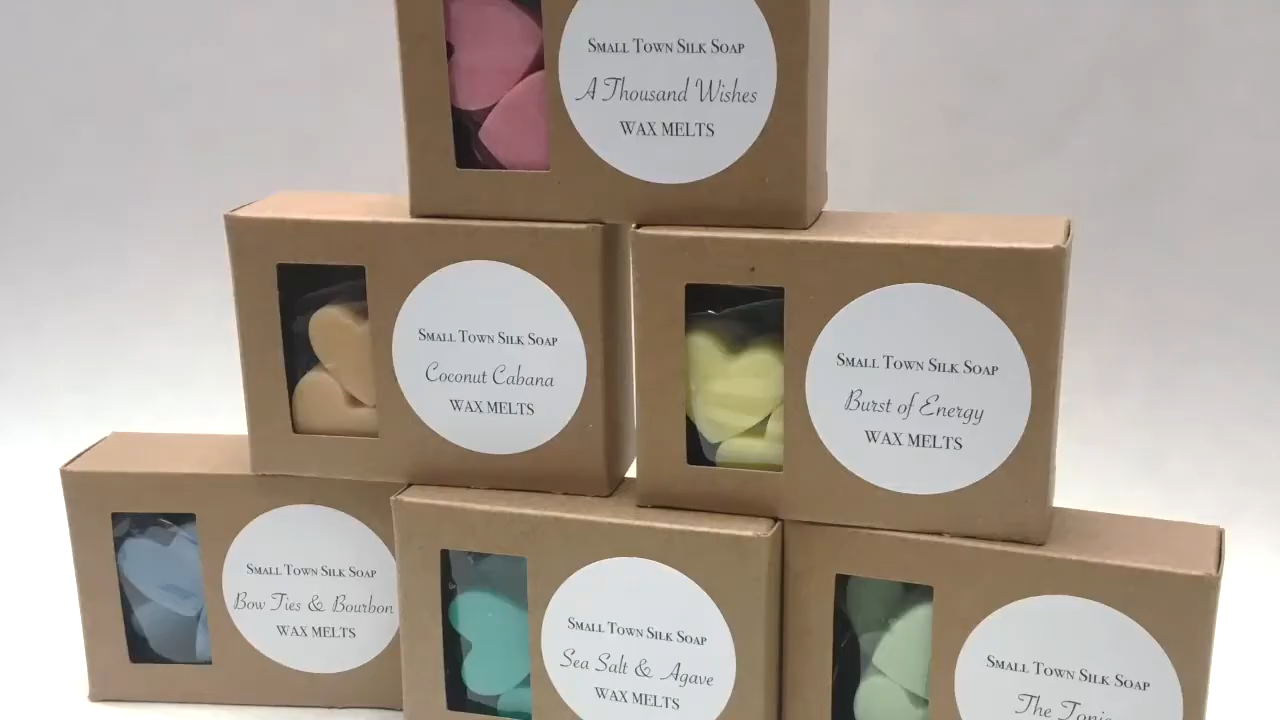 Small Town Silk Soap
A Thousand Wishes
WAX MELTS
Small Town Silk Soap
Coconut Cabana
WAX MELTS
Small Town Silk Soap
Burst of Energy
WAX MELTS
Small Town Silk Soap
Bow Ties & Bourbon
WAX MELTS
Small Town Silk Soap
Sea Salt & Agave
WAX MELTS
Small Town Silk Soap
The